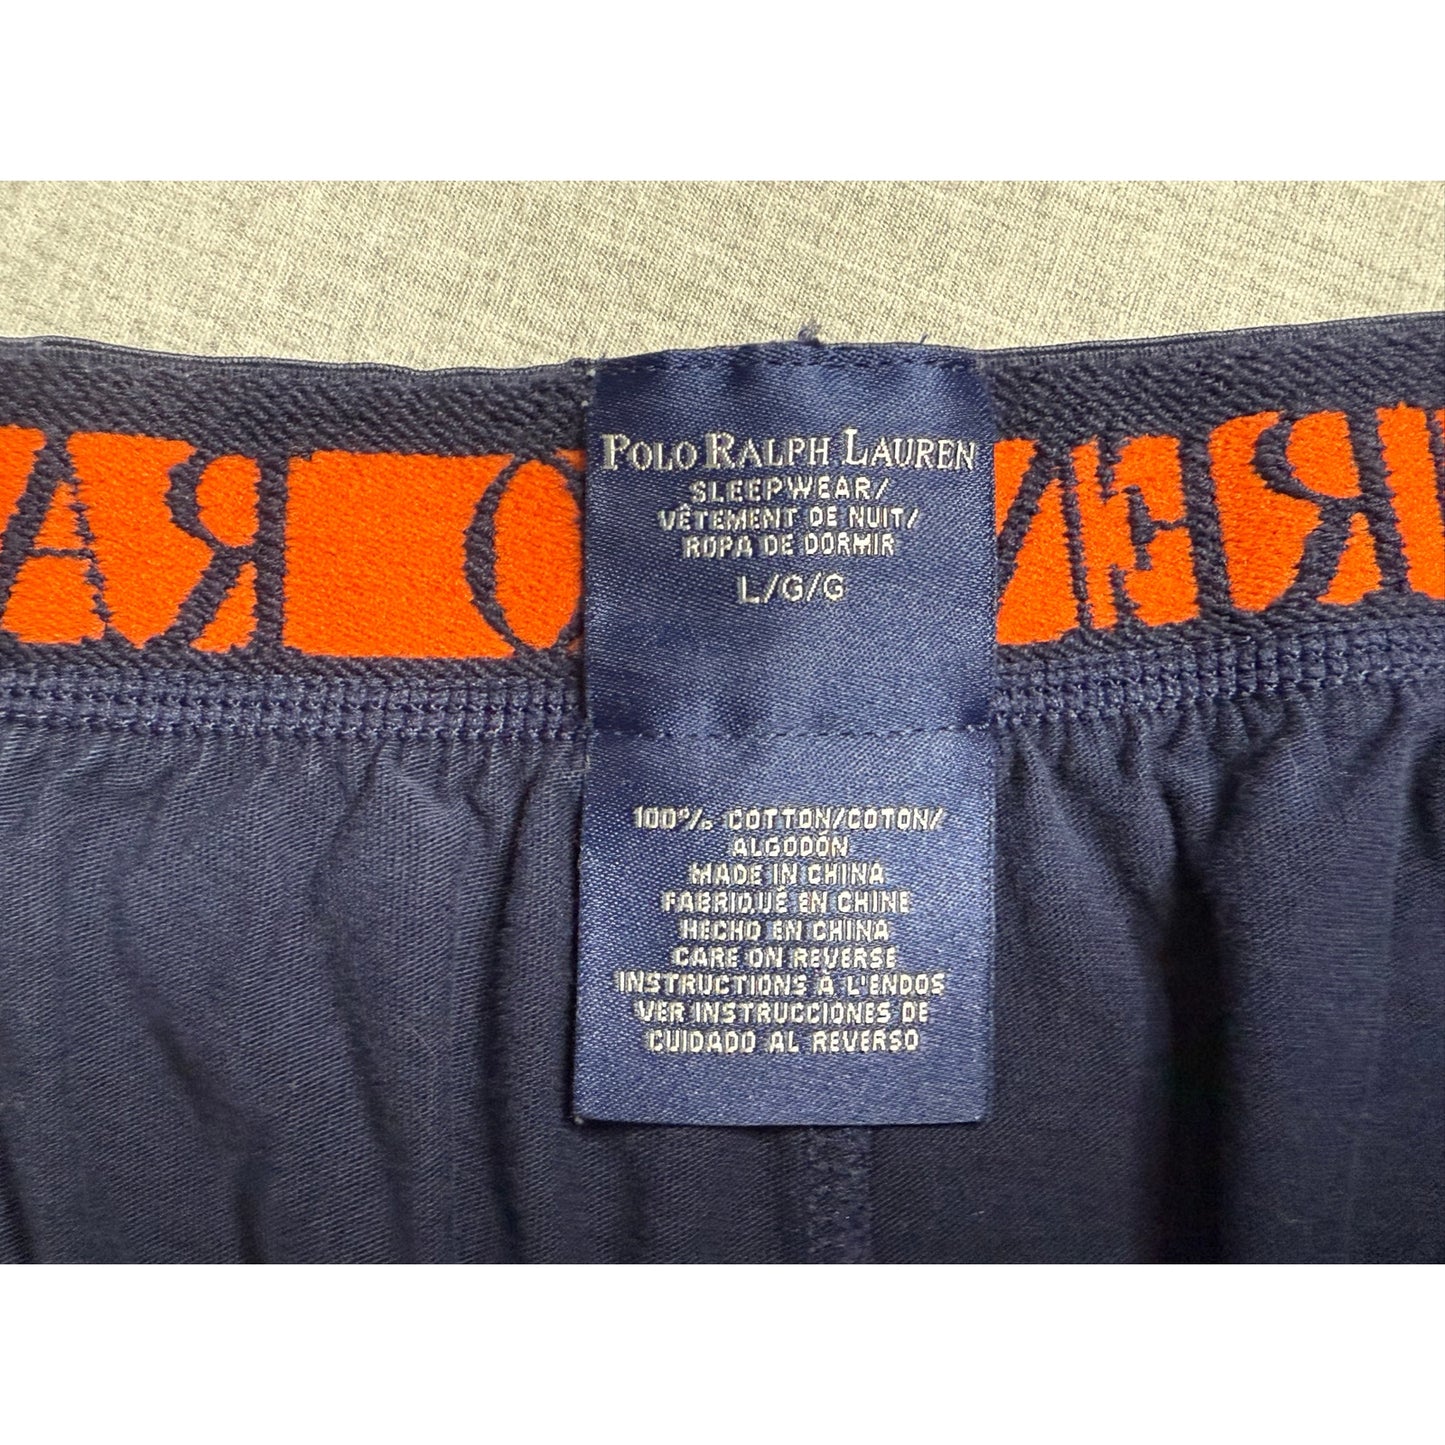 POLO RALPH LAUREN
SLEEPWEAR/
VÊTEMENT DE NUIT/
ROPA DE DORMIR
L/G/G
100% COTTON/COTON/
ALGODÓN
MADE IN CHINA
FABRIQUÉ EN CHINE
HECHO EN CHINA
CARE ON REVERSE
INSTRUCTIONS À L'ENDOS
VER INSTRUCCIONES DE
CUIDADO AL REVERSO